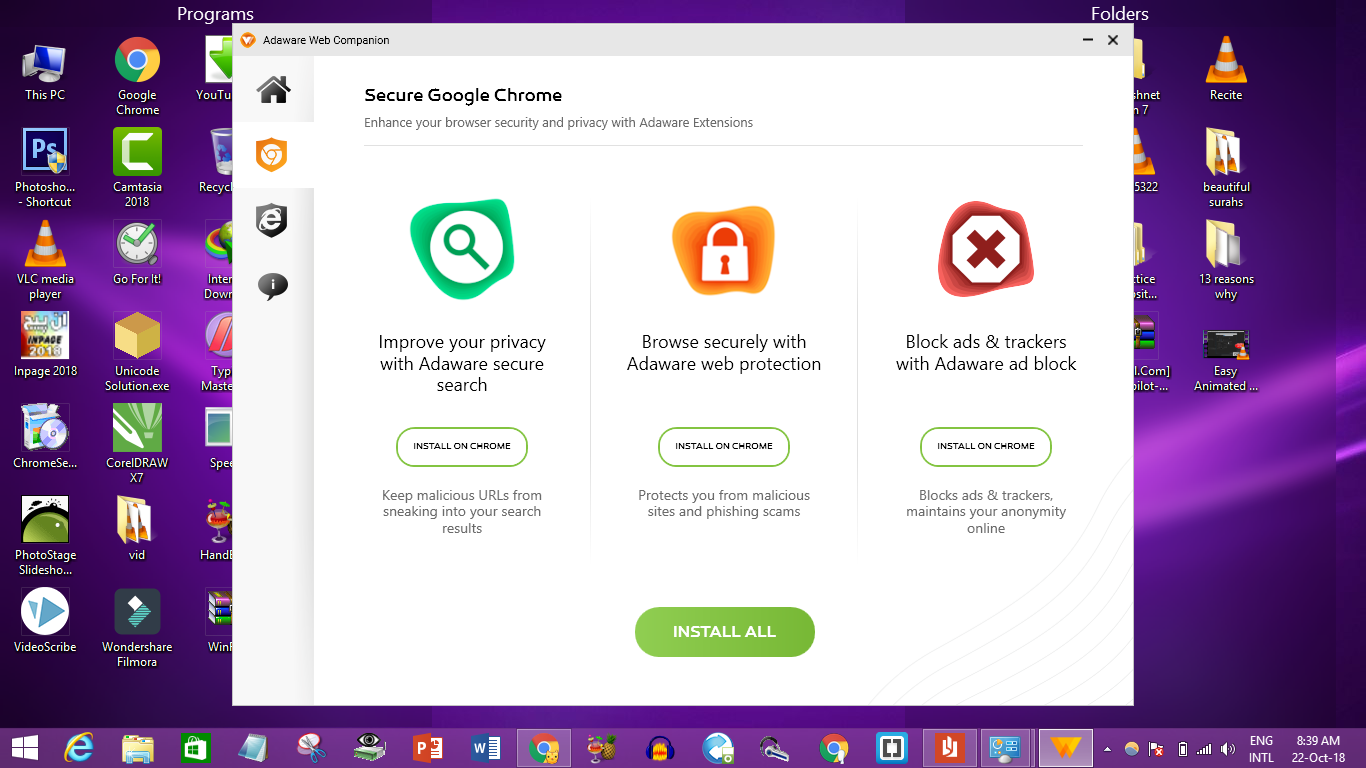 Programs
Folders
Adaware Web Companion
This PC
Google
Chrome
Photosho...
- Shortcut
Camtasia
2018
VLC media
player
Go For It!
Inpage 2018
ان پیج
INPAGE
2018
Unicode
Solution.exe
ChromeSe...
CorelDRAW
X7
PhotoStage
Slidesho...
vid
VideoScribe
Wondershare
Filmora
YouTu
Recyc
Inter
Down
Typ
Maste
Spee
HandB
WinR
Secure Google Chrome
Enhance your browser security and privacy with Adaware Extensions
Improve your privacy
with Adaware secure
search
INSTALL ON CHROME
Keep malicious URLs from
sneaking into your search
results
Browse securely with
Adaware web protection
INSTALL ON CHROME
Protects you from malicious
sites and phishing scams
Block ads & trackers
with Adaware ad block
INSTALL ON CHROME
Blocks ads & trackers,
maintains your anonymity
online
INSTALL ALL
shnet
n 7
5322
ctice
osit...
l.Com]
pilot-...
Recite
beautiful
surahs
13 reasons
why
Easy
Animated ...
ENG
INTL
8:39 AM
22-Oct-18